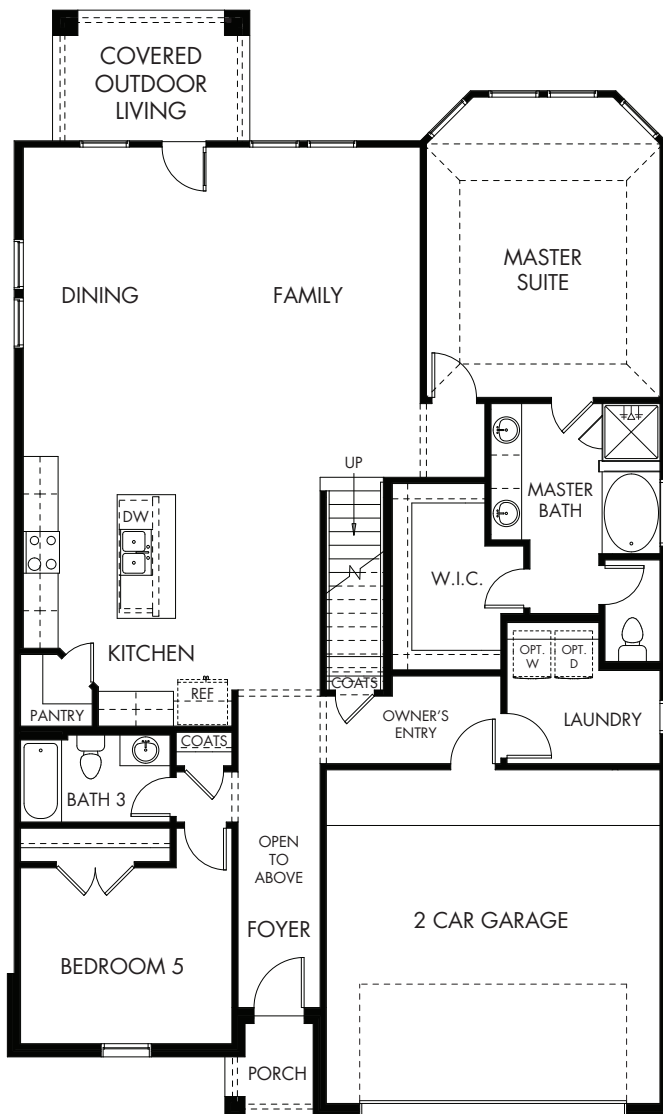 COVERED
OUTDOOR
LIVING
MASTER
SUITE
DINING
FAMILY
UP
DW
MASTER
BATH
W.I.C.
KITCHEN
OPT.
W
OPT.
D
REF
COATS
PANTRY
OWNER'S
ENTRY
LAUNDRY
COATS
BATH 3
OPEN
TO
ABOVE
2 CAR GARAGE
FOYER
BEDROOM 5
PORCH